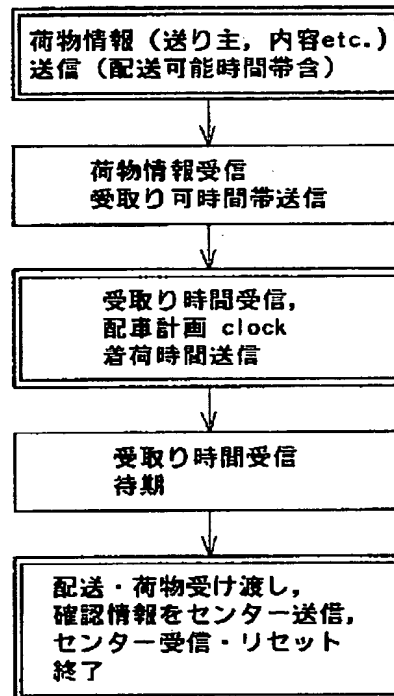 荷物情報（送り主，内容etc.）
送信（配送可能時間帯含）
荷物情報受信
受取り可時間帯送信
受取り時間受信，
配車計画 clock
着荷時間送信
受取り時間受信
待期
配送・荷物受け渡し，
確認情報をセンター送信，
センター受信・リセット
終了